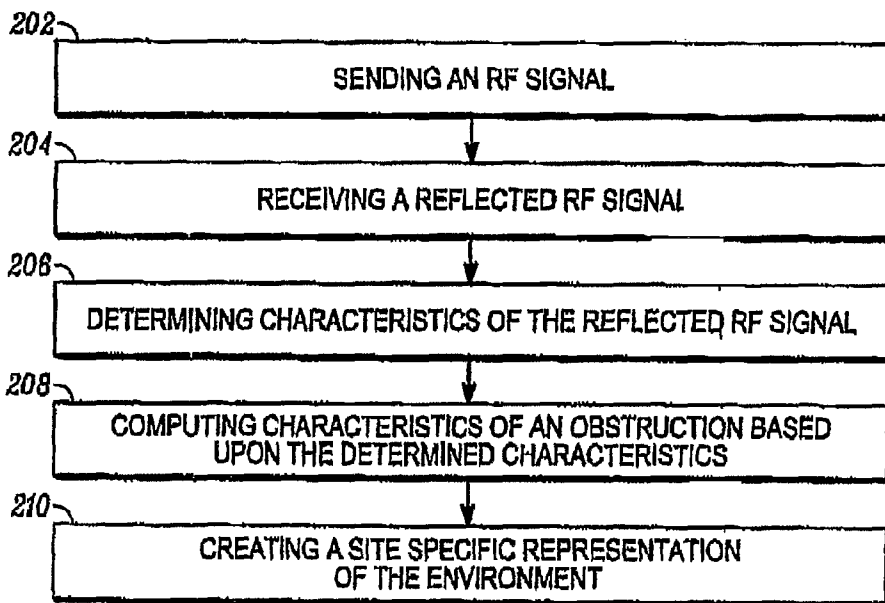 202
SENDING AN RF SIGNAL
204
RECEIVING A REFLECTED RF SIGNAL
206
DETERMINING CHARACTERISTICS OF THE REFLECTED RF SIGNAL
208
COMPUTING CHARACTERISTICS OF AN OBSTRUCTION BASED
UPON THE DETERMINED CHARACTERISTICS
210
CREATING A SITE SPECIFIC REPRESENTATION
OF THE ENVIRONMENT